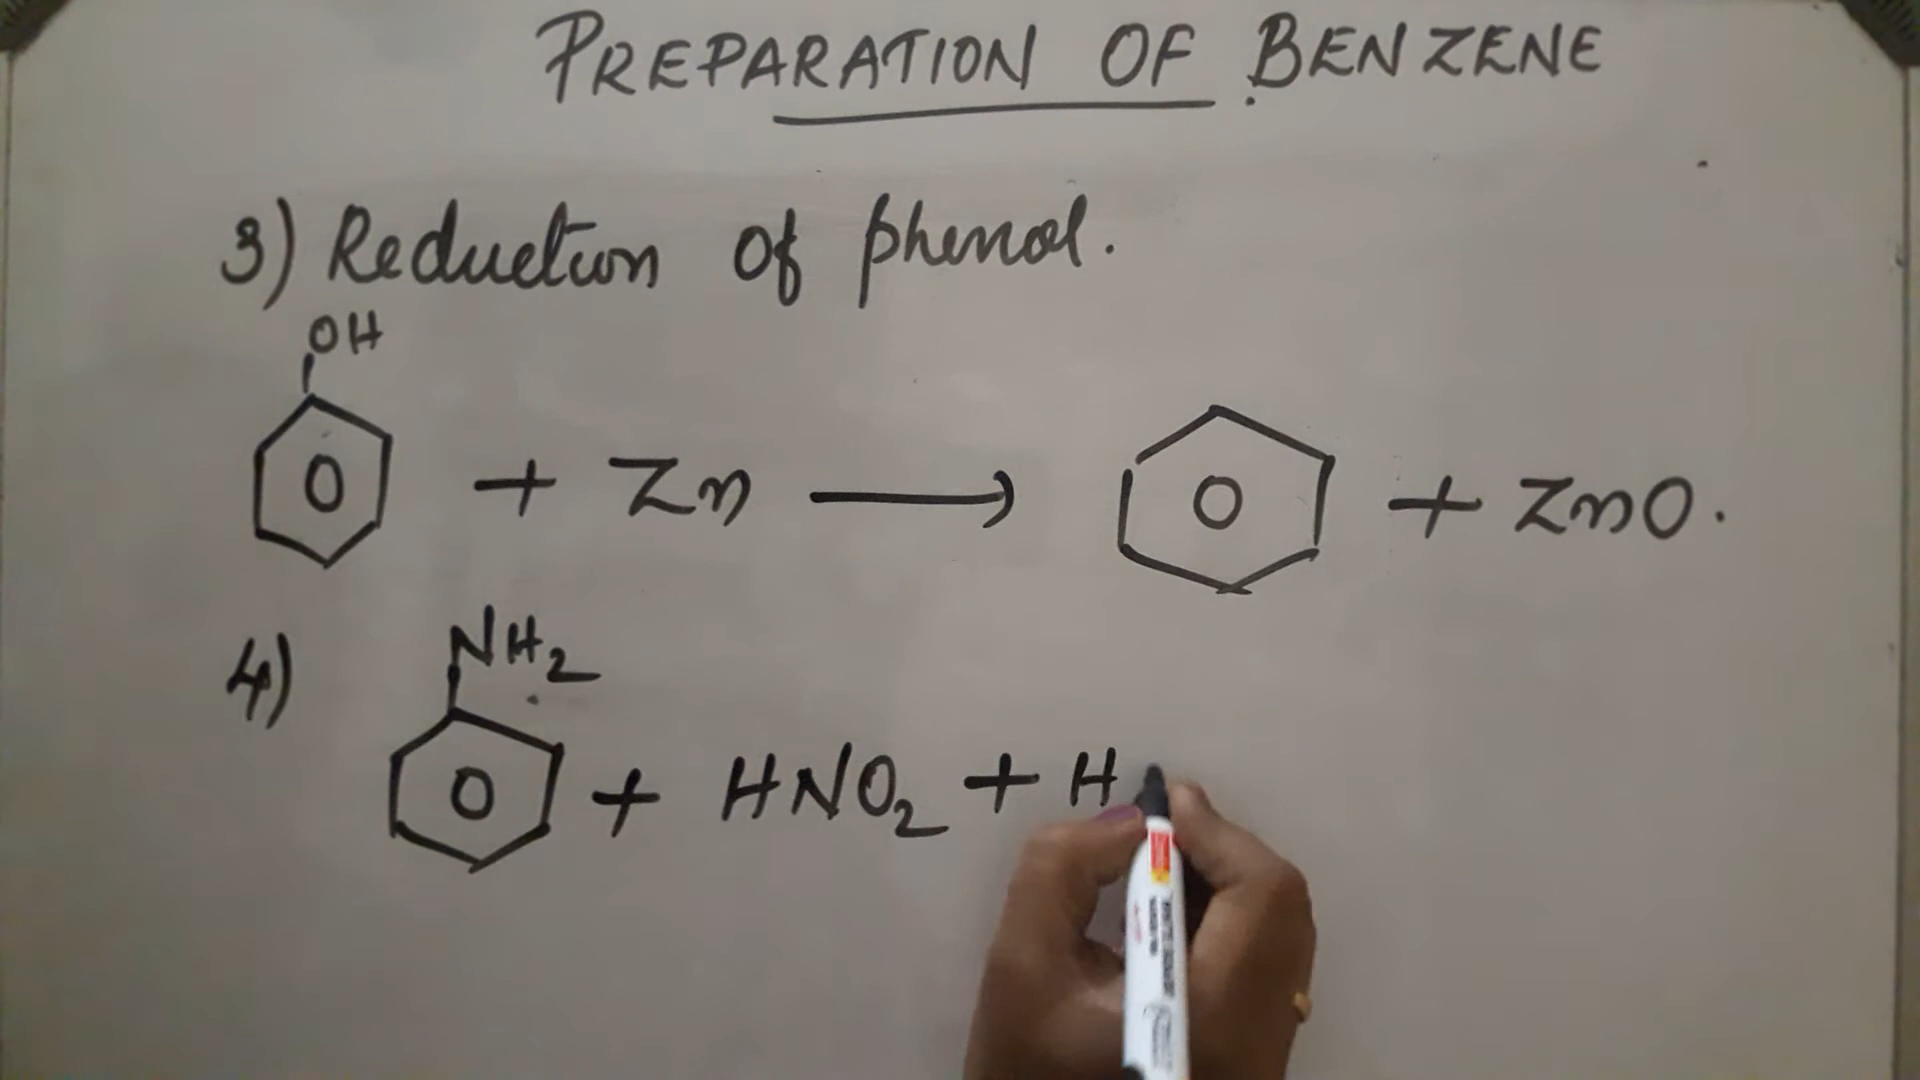 PREPARATION OF BENZENE
3) Reduction of phenol.
OH
+ Zn → + ZnO.
4) NH2
+ HNO2 + H